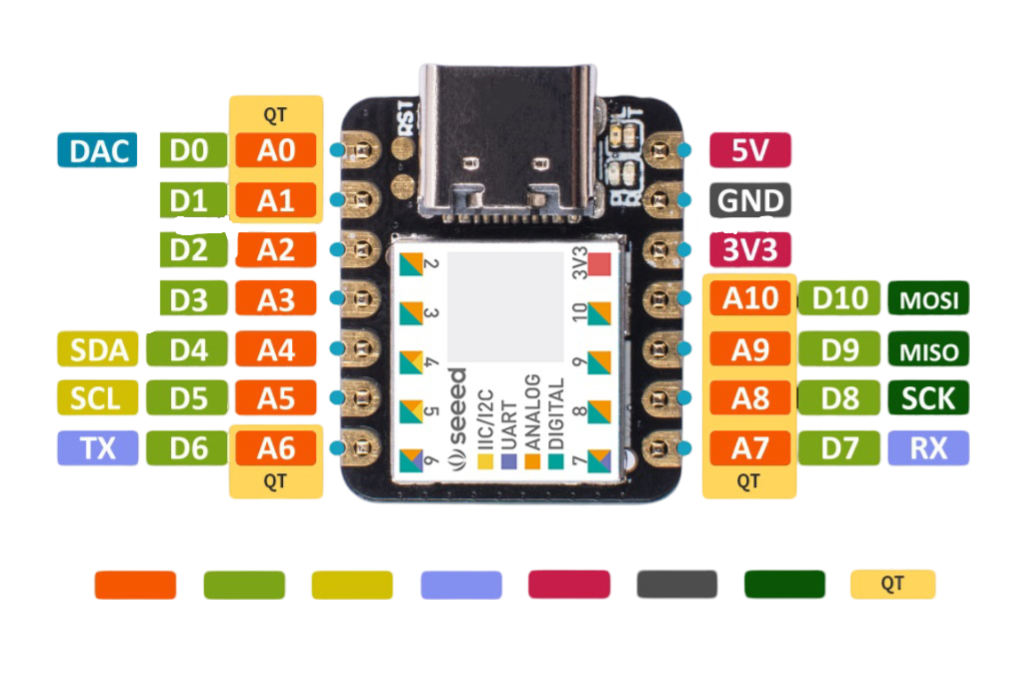 QT
DAC D0 A0 RST L T 5V
D1 A1 GND
D2 A2 3V3
D3 A3 A10 D10 MOSI
SDA D4 A4 A9 D9 MISO
SCL D5 A5 A8 D8 SCK
TX D6 A6 A7 D7 RX
QT QT
2 3V3
3 10
4 9
5 8
6 7
seeed
IIC/I2C
UART
ANALOG
DIGITAL
QT